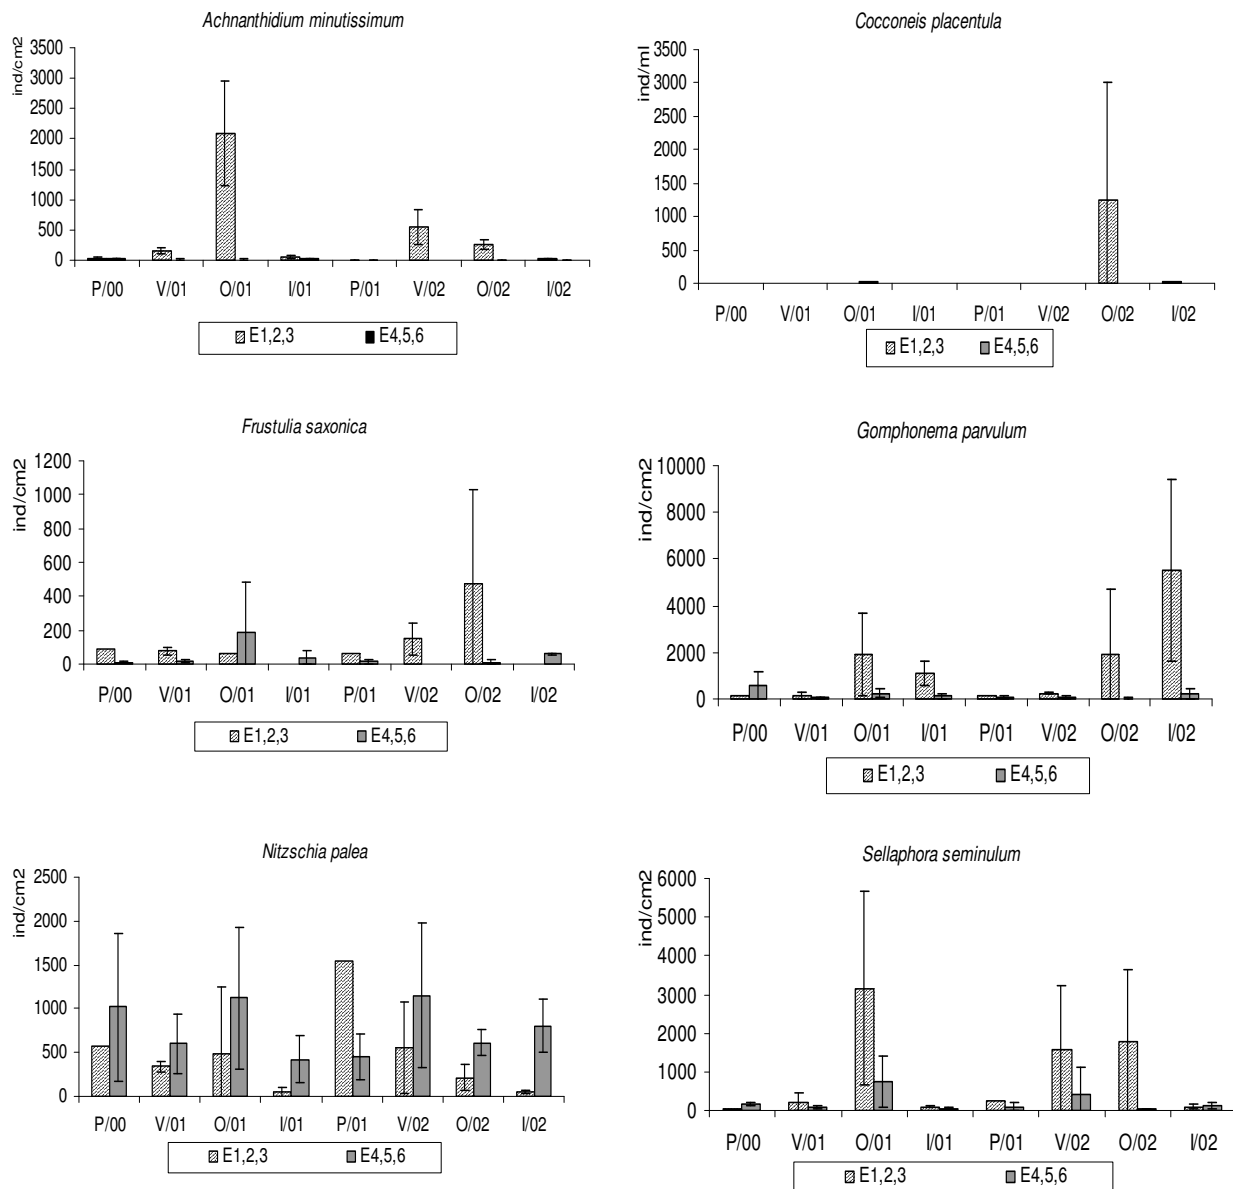 Achnanthidium minutissimum
ind/cm2
3500
3000
2500
2000
1500
1000
500
0
P/00 V/01 O/01 I/01 P/01 V/02 O/02 I/02
E1,2,3 E4,5,6
Cocconeis placentula
ind/ml
3500
3000
2500
2000
1500
1000
500
0
P/00 V/01 O/01 I/01 P/01 V/02 O/02 I/02
E1,2,3 E4,5,6
Frustulia saxonica
ind/cm2
1200
1000
800
600
400
200
0
P/00 V/01 O/01 I/01 P/01 V/02 O/02 I/02
E1,2,3 E4,5,6
Gomphonema parvulum
ind/cm2
10000
8000
6000
4000
2000
0
P/00 V/01 O/01 I/01 P/01 V/02 O/02 I/02
E1,2,3 E4,5,6
Nitzschia palea
ind/cm2
2500
2000
1500
1000
500
0
P/00 V/01 O/01 I/01 P/01 V/02 O/02 I/02
E1,2,3 E4,5,6
Sellaphora seminulum
ind/cm2
6000
5000
4000
3000
2000
1000
0
P/00 V/01 O/01 I/01 P/01 V/02 O/02 I/02
E1,2,3 E4,5,6